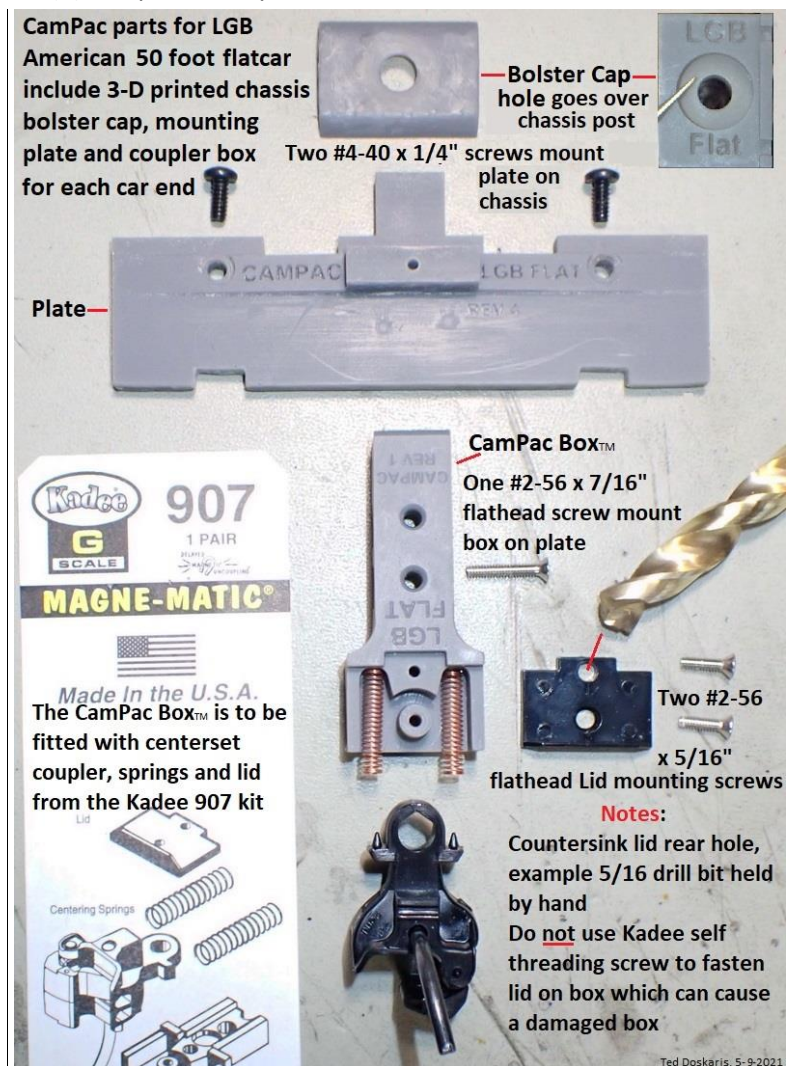 CamPac parts for LGB
American 50 foot flatcar
include 3-D printed chassis
bolster cap, mounting
plate and coupler box
for each car end
Bolster Cap
hole goes over
chassis post
LGB
Flat
Two #4-40 x 1/4" screws mount
plate on
chassis
CAMPAC
LGB FLAT
REV A
Plate
CamPac Box™
One #2-56 x 7/16"
flathead screw mount
box on plate
CAMPAC
REV 1
LGB
FLAT
Kadee
G
SCALE
907
1 PAIR
MAGNE-MATIC®
Made In the U.S.A.
The CamPac Box™ is to be
fitted with centerset
coupler, springs and lid
from the Kadee 907 kit
Lid
Centering Springs
Two #2-56
x 5/16"
flathead Lid mounting screws
Notes:
Countersink lid rear hole,
example 5/16 drill bit held
by hand
Do not use Kadee self
threading screw to fasten
lid on box which can cause
a damaged box
Ted Doskaris, 5-9-2021